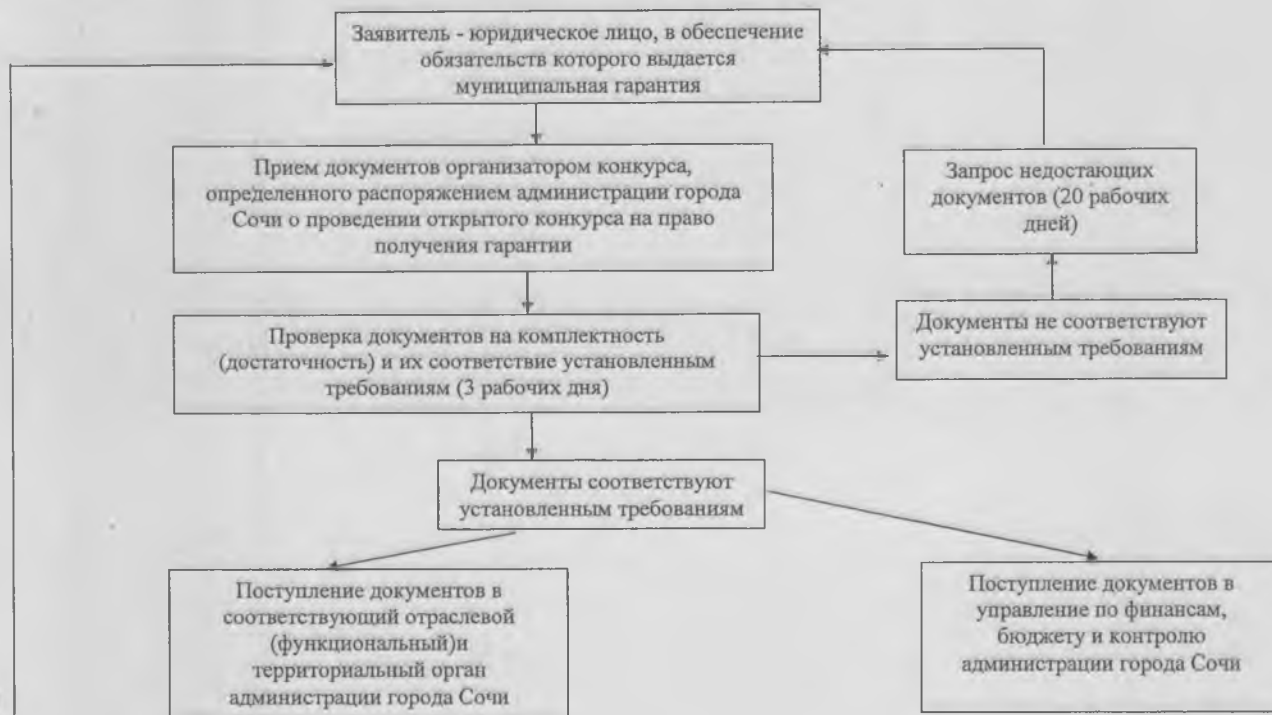 Заявитель - юридическое лицо, в обеспечение
обязательств которого выдается
муниципальная гарантия
Прием документов организатором конкурса,
определенного распоряжением администрации города
Сочи о проведении открытого конкурса на право
получения гарантии
Запрос недостающих
документов (20 рабочих
дней)
Проверка документов на комплектность
(достаточность) и их соответствие установленным
требованиям (3 рабочих дня)
Документы не соответствуют
установленным требованиям
Документы соответствуют
установленным требованиям
Поступление документов в
соответствующий отраслевой
(функциональный)и
территориальный орган
администрации города Сочи
Поступление документов в
управление по финансам,
бюджету и контролю
администрации города Сочи